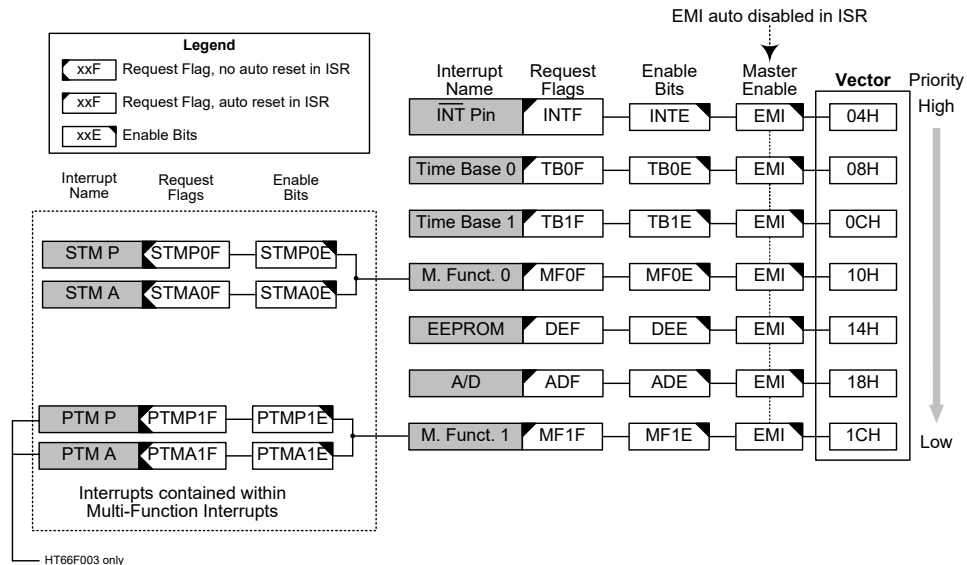 EMI auto disabled in ISR
Legend
xxF Request Flag, no auto reset in ISR
xxF Request Flag, auto reset in ISR
xxE Enable Bits
Interrupt Name Request Flags Enable Bits Master Enable Vector Priority
High
INT Pin INTF INTE EMI 04H
Time Base 0 TB0F TB0E EMI 08H
Time Base 1 TB1F TB1E EMI 0CH
M. Funct. 0 MF0F MF0E EMI 10H
EEPROM DEF DEE EMI 14H
A/D ADF ADE EMI 18H
M. Funct. 1 MF1F MF1E EMI 1CH
Low
Interrupt Name Request Flags Enable Bits
STM P STMP0F STMP0E
STM A STMA0F STMA0E
PTM P PTMP1F PTMP1E
PTM A PTMA1F PTMA1E
Interrupts contained within
Multi-Function Interrupts
HT66F003 only